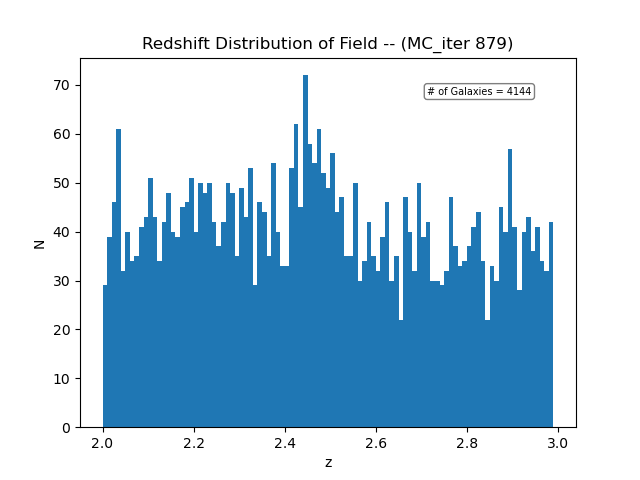 Redshift Distribution of Field -- (MC_iter 879)
# of Galaxies = 4144
70
60
50
40
30
20
10
0
N
2.0 2.2 2.4 2.6 2.8 3.0
z